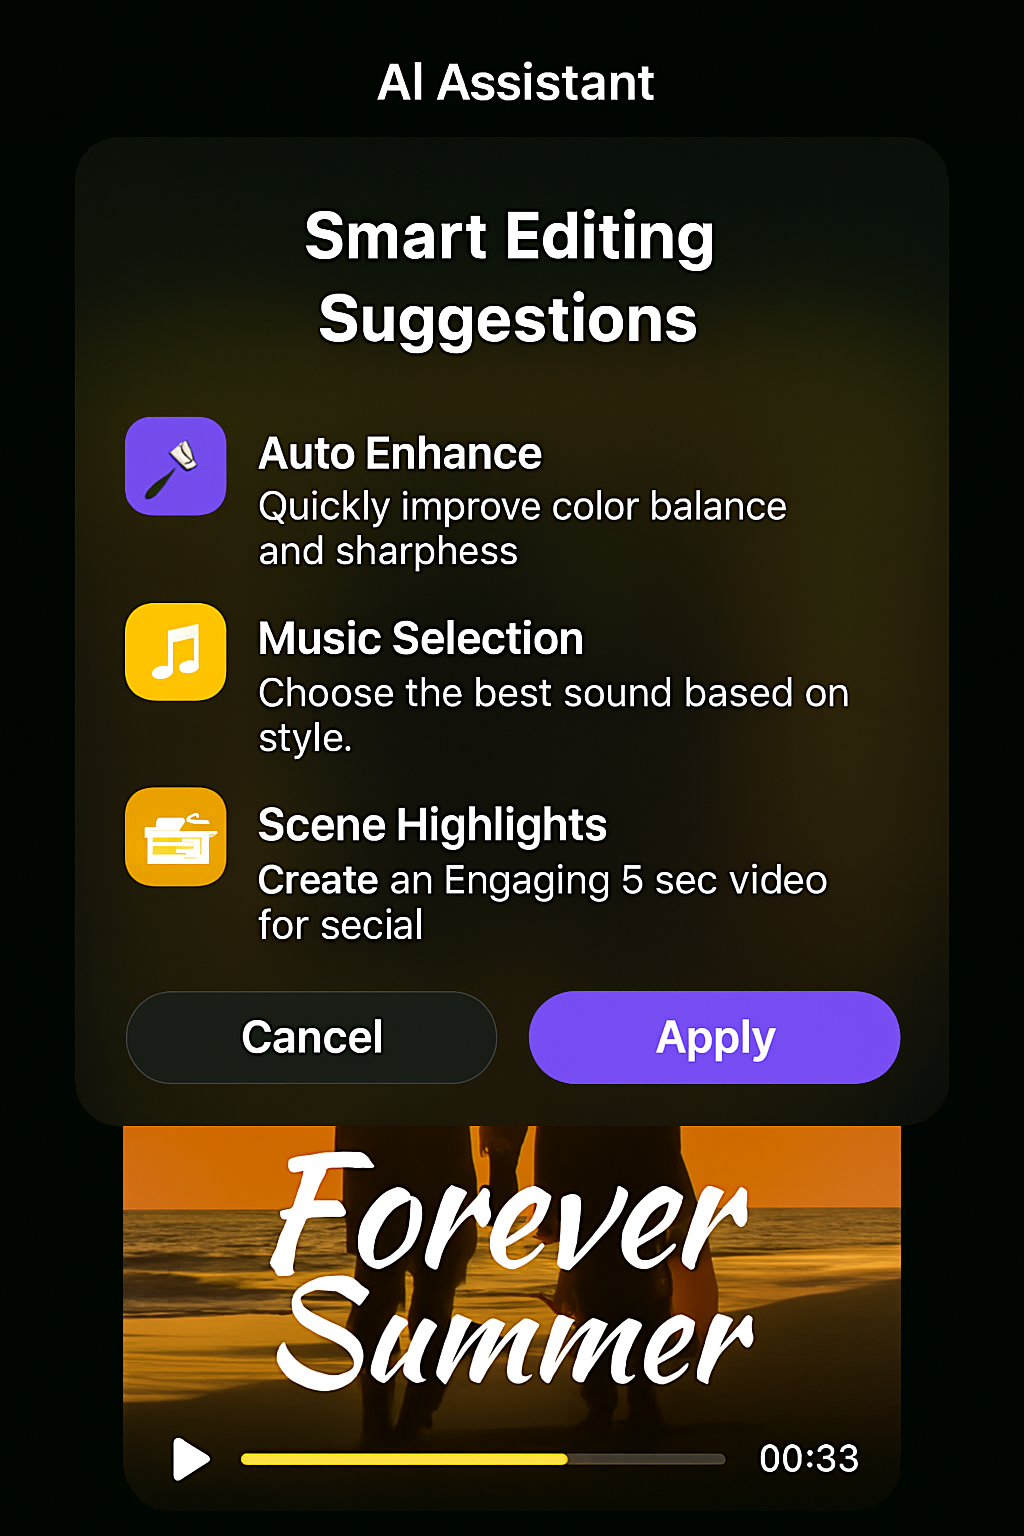 AI Assistant
Smart Editing
Suggestions
Auto Enhance
Quickly improve color balance
and sharphess
Music Selection
Choose the best sound based on
style.
Scene Highlights
Create an Engaging 5 sec video
for secial
Cancel
Apply
Forever
Summer
00:33